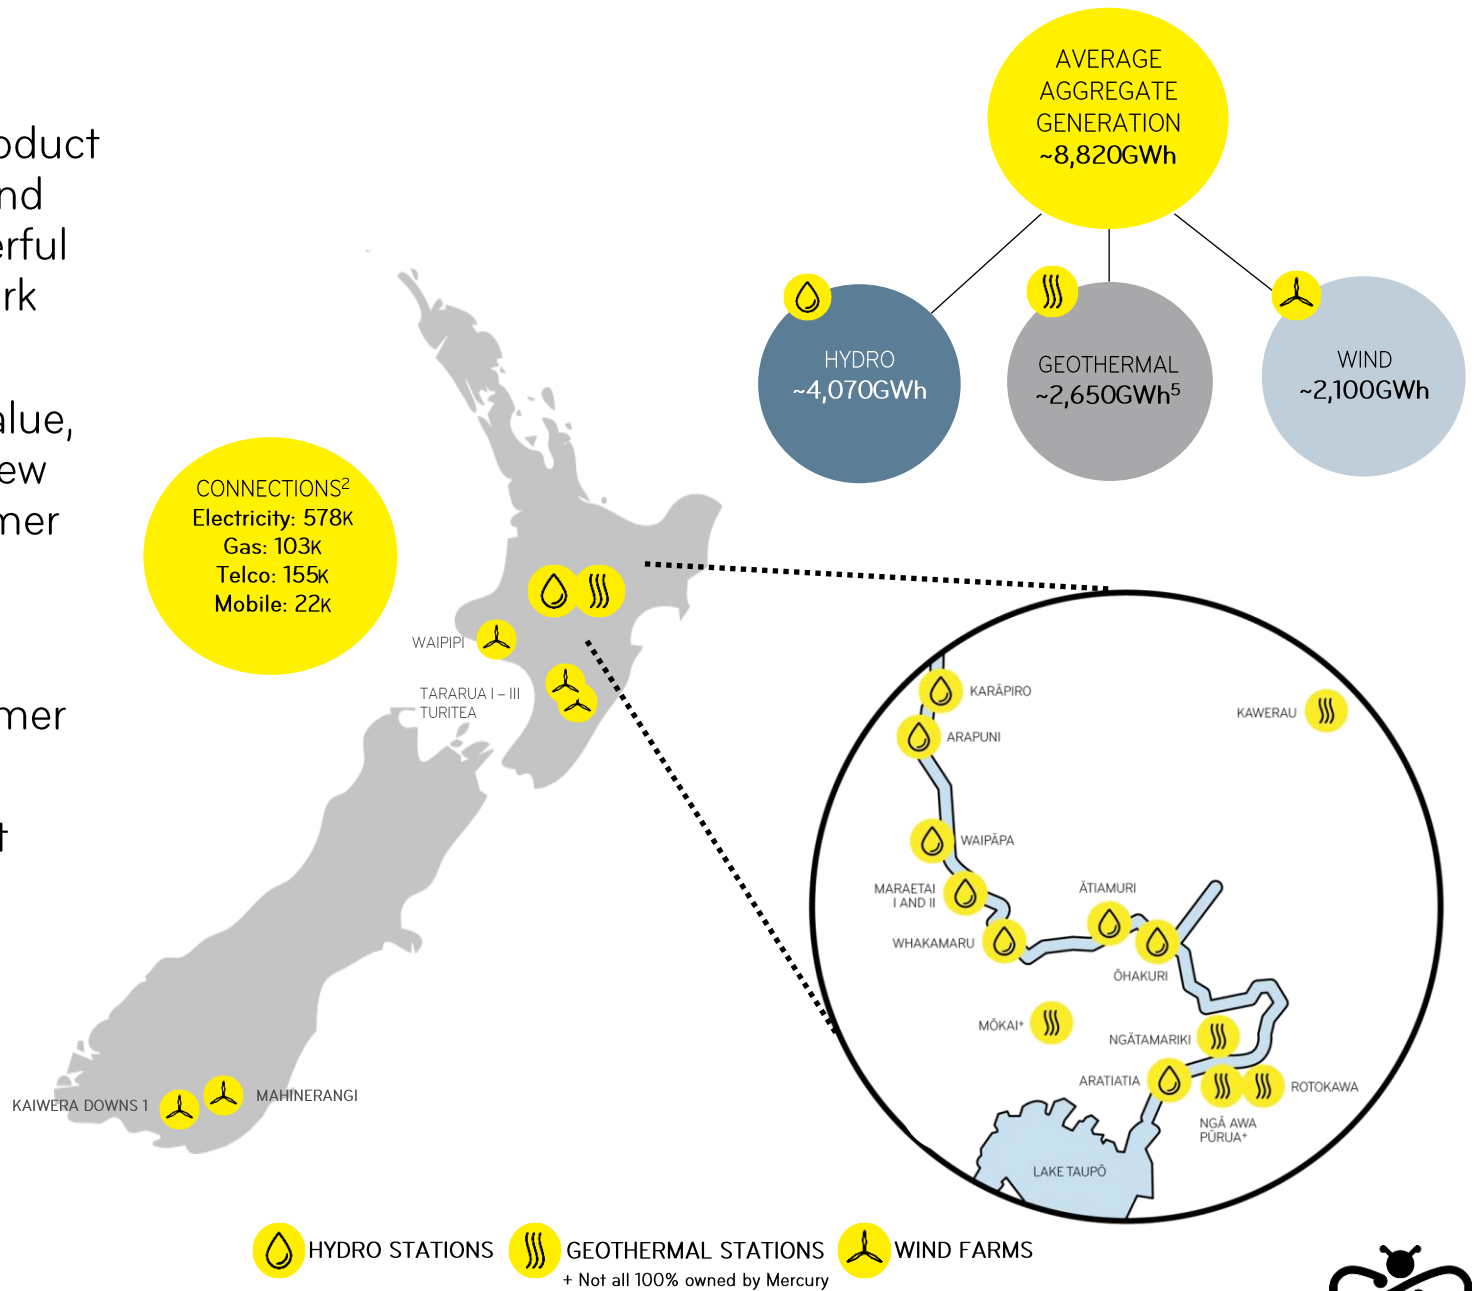 oduct
nd
erful
rk
alue,
ew
mer
mer
t
AVERAGE
AGGREGATE
GENERATION
~8,820GWh
HYDRO
~4,070GWh
GEOTHERMAL
~2,650GWh⁵
WIND
~2,100GWh
CONNECTIONS²
Electricity: 578K
Gas: 103K
Telco: 155K
Mobile: 22K
WAIPIPI
TARARUA I – III
TURITEA
KAIWERA DOWNS 1
MAHINERANGI
KARĀPIRO
KAWERAU
ARAPUNI
WAIPĀPA
MARAETAI
I AND II
ĀTIAMURI
WHAKAMARU
ŌHAKURI
MŌKAI+
NGĀTAMARIKI
ARATIATIA
ROTOKAWA
NGĀ AWA
PŪRUA+
LAKE TAUPŌ
HYDRO STATIONS
GEOTHERMAL STATIONS
WIND FARMS
+ Not all 100% owned by Mercury